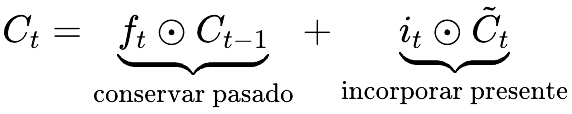 C_t = f_t ⊙ C_{t−1} + i_t ⊙ C̃_t
conservar pasado incorporar presente